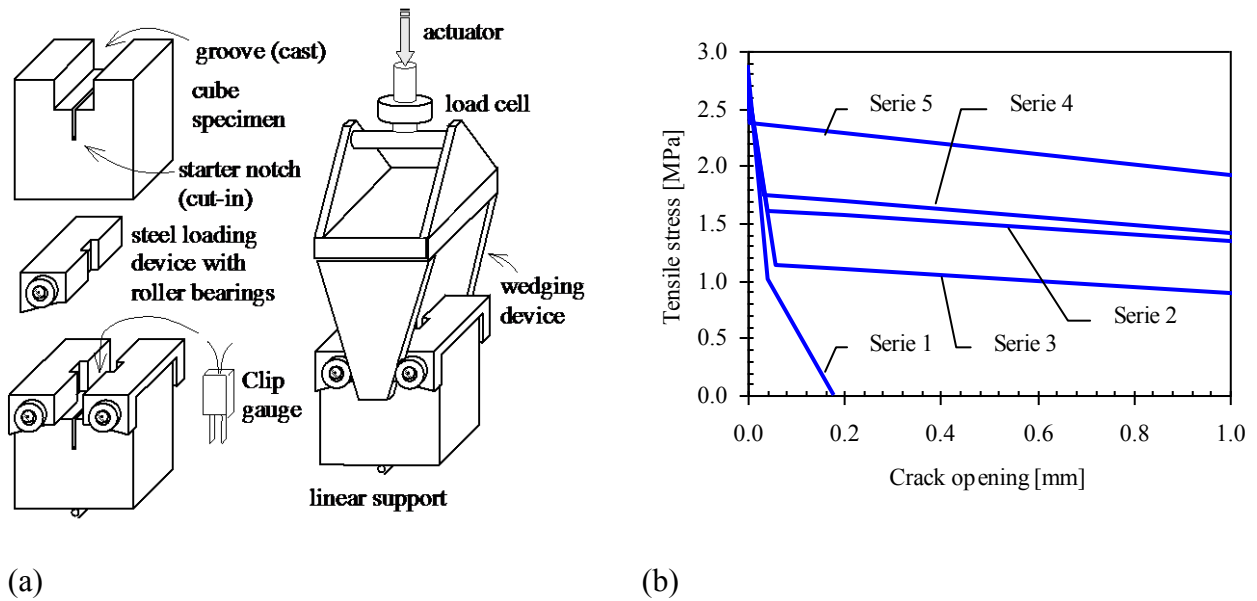 groove (cast)
cube
specimen
starter notch
(cut-in)
steel loading
device with
roller bearings
Clip
gauge
actuator
load cell
wedging
device
linear support
(a)
3.0
2.5
2.0
1.5
1.0
0.5
0.0
Tensile stress [MPa]
Serie 5
Serie 4
Serie 2
Serie 1
Serie 3
0.0 0.2 0.4 0.6 0.8 1.0
Crack opening [mm]
(b)